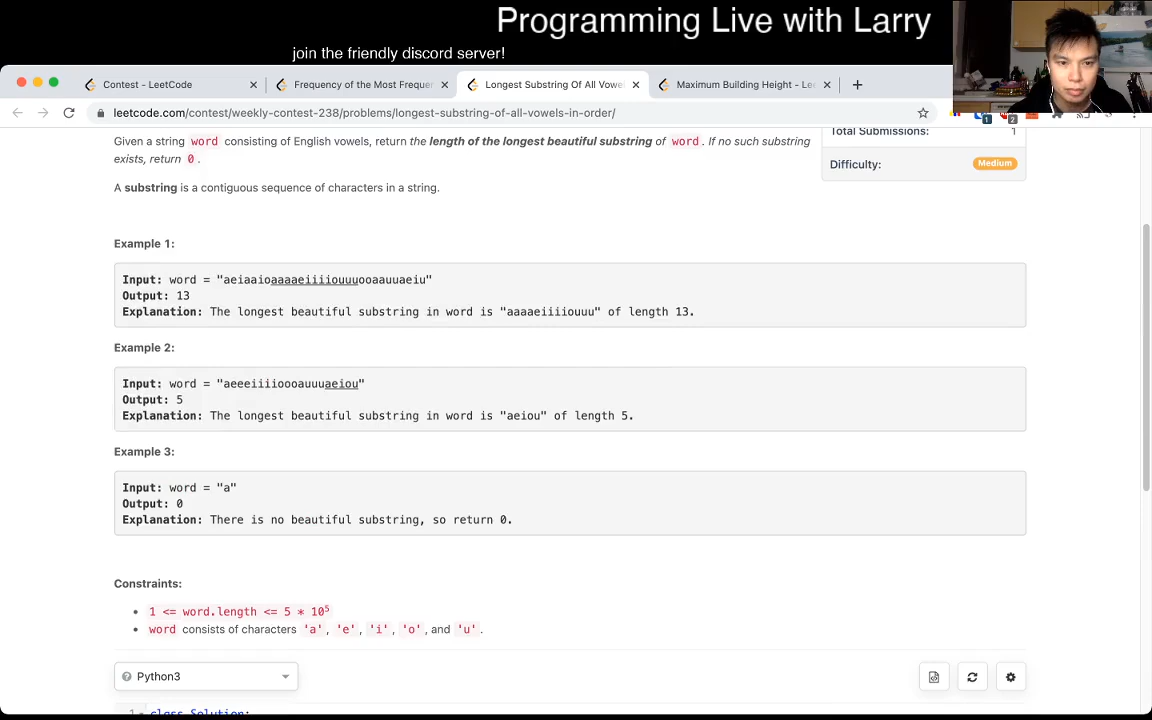 Programming Live with Larry
join the friendly discord server!
Contest - LeetCode
Frequency of the Most Frequen
Longest Substring Of All Vowe
Maximum Building Height - Le
leetcode.com/contest/weekly-contest-238/problems/longest-substring-of-all-vowels-in-order/
Given a string word consisting of English vowels, return the length of the longest beautiful substring of word. If no such substring
exists, return 0.
Total Submissions: 1
A substring is a contiguous sequence of characters in a string.
Difficulty: Medium
Example 1:
Input: word = "aeiaaioaaaaeiiiiouuuooaauuaeiu"
Output: 13
Explanation: The longest beautiful substring in word is "aaaaeiiiiouuu" of length 13.
Example 2:
Input: word = "aeeeiiiioooauuuaeiou"
Output: 5
Explanation: The longest beautiful substring in word is "aeiou" of length 5.
Example 3:
Input: word = "a"
Output: 0
Explanation: There is no beautiful substring, so return 0.
Constraints:
1 <= word.length <= 5 * 10⁵
word consists of characters 'a', 'e', 'i', 'o', and 'u'.
Python3
1 class Solution: